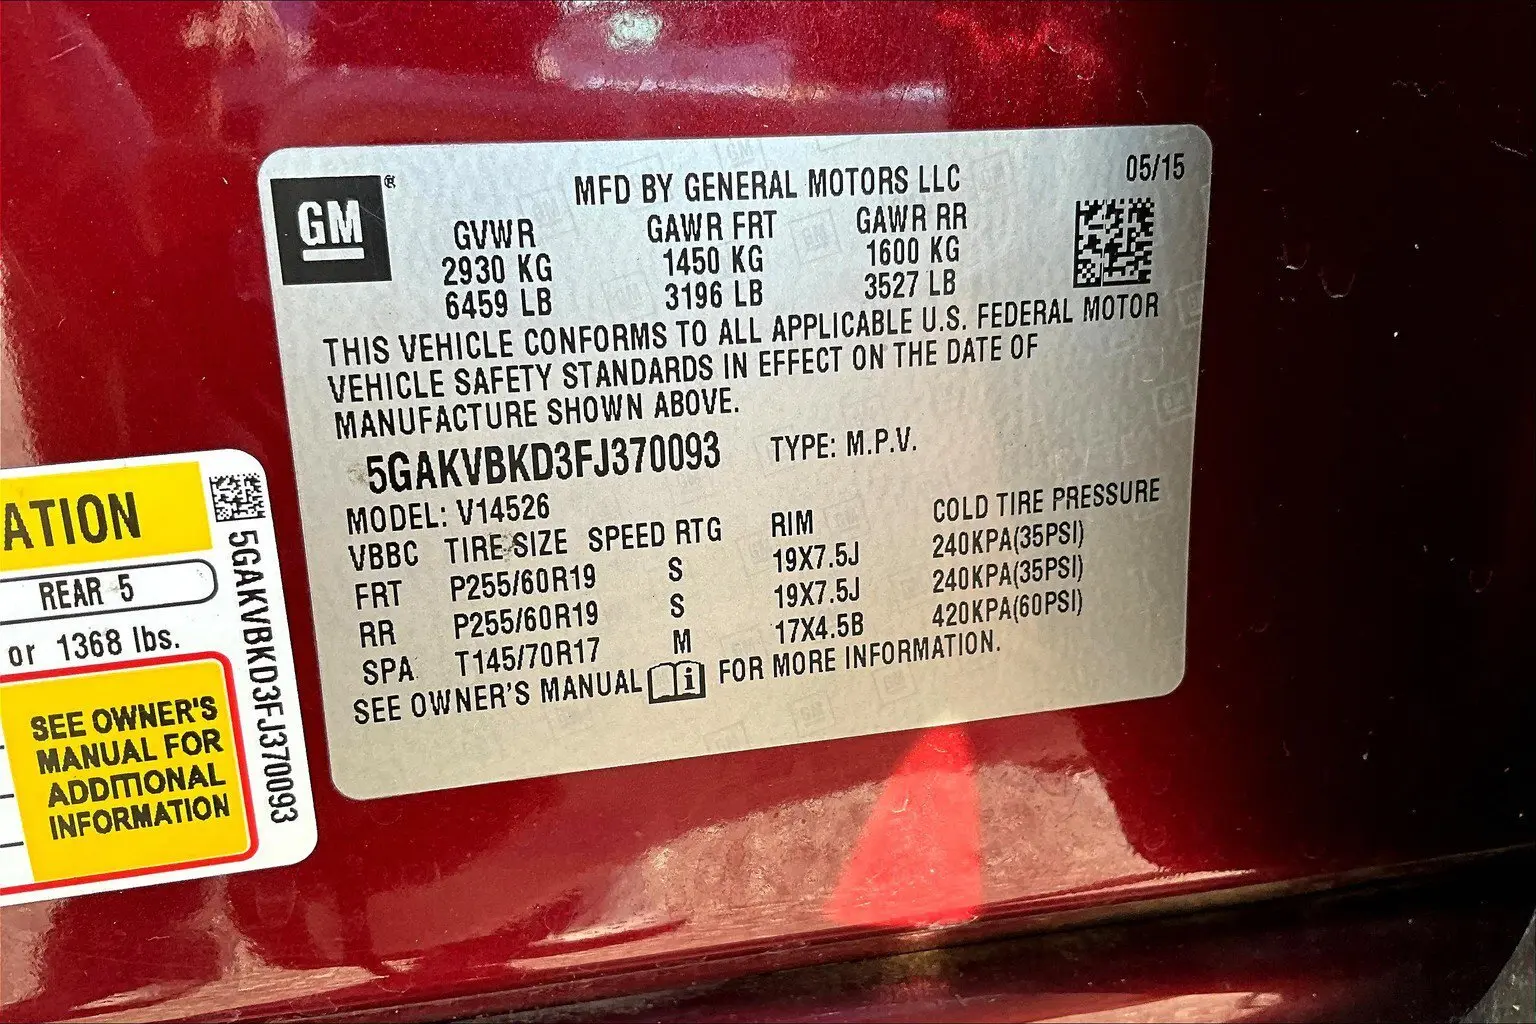 GM®
MFD BY GENERAL MOTORS LLC
05/15
GVWR GAWR FRT GAWR RR
2930 KG 1450 KG 1600 KG
6459 LB 3196 LB 3527 LB
THIS VEHICLE CONFORMS TO ALL APPLICABLE U.S. FEDERAL MOTOR
VEHICLE SAFETY STANDARDS IN EFFECT ON THE DATE OF
MANUFACTURE SHOWN ABOVE.
5GAKVBKD3FJ370093 TYPE: M.P.V.
MODEL: V14526
VBBC TIRE SIZE SPEED RTG RIM COLD TIRE PRESSURE
FRT P255/60R19 S 19X7.5J 240KPA(35PSI)
RR P255/60R19 S 19X7.5J 240KPA(35PSI)
SPA T145/70R17 M 17X4.5B 420KPA(60PSI)
SEE OWNER'S MANUAL i FOR MORE INFORMATION.
ATION
REAR 5
or 1368 lbs.
SEE OWNER'S
MANUAL FOR
ADDITIONAL
INFORMATION
5GAKVBKD3FJ370093